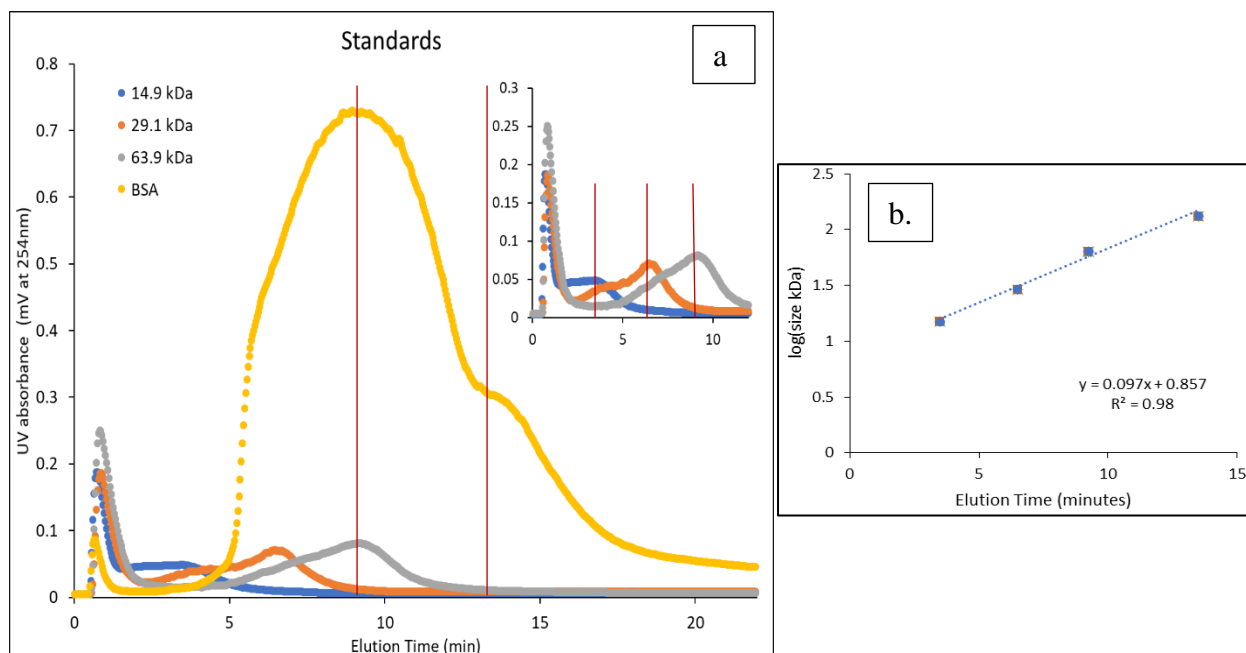 Standards
a
0.8
0.7
0.6
0.5
0.4
0.3
0.2
0.1
0
UV absorbance (mV at 254nm)
14.9 kDa
29.1 kDa
63.9 kDa
BSA
0.3
0.25
0.2
0.15
0.1
0.05
0
0 5 10
0 5 10 15 20
Elution Time (min)
b.
2.5
2
1.5
1
0.5
0
log(size kDa)
y = 0.097x + 0.857
R² = 0.98
0 5 10 15
Elution Time (minutes)